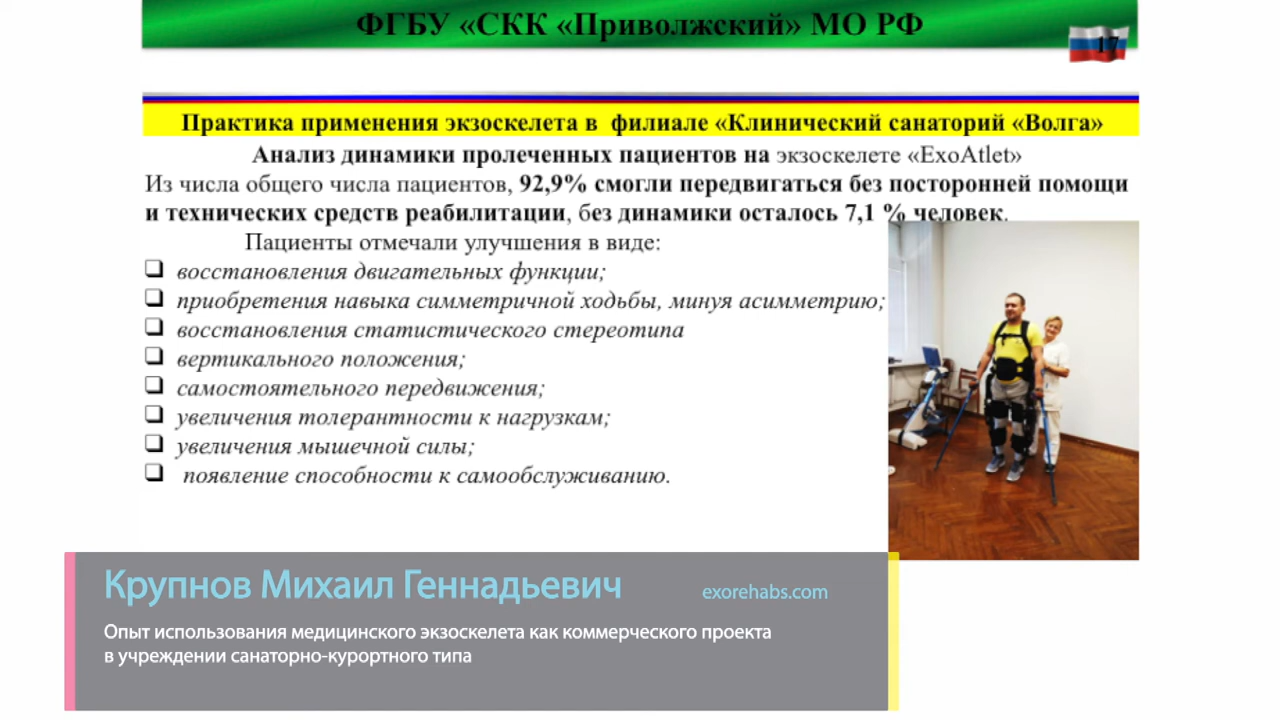 ФГБУ «СКК «Приволжский» МО РФ
17
Практика применения экзоскелета в филиале «Клинический санаторий «Волга»
Анализ динамики пролеченных пациентов на экзоскелете «ExoAtlet»
Из числа общего числа пациентов, 92,9% смогли передвигаться без посторонней помощи
и технических средств реабилитации, без динамики осталось 7,1 % человек.
Пациенты отмечали улучшения в виде:
восстановления двигательных функции;
приобретения навыка симметричной ходьбы, минуя асимметрию;
восстановления статистического стереотипа
вертикального положения;
самостоятельного передвижения;
увеличения толерантности к нагрузкам;
увеличения мышечной силы;
появление способности к самообслуживанию.
Крупнов Михаил Геннадьевич
exorehabs.com
Опыт использования медицинского экзоскелета как коммерческого проекта
в учреждении санаторно-курортного типа